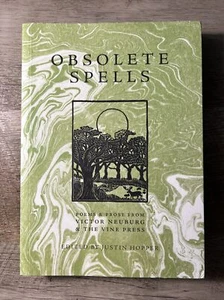 OBSOLETE
SPELLS
POEMS & PROSE FROM
VICTOR NEUBURG
& THE VINE PRESS
EDITED BY JUSTIN HOPPER